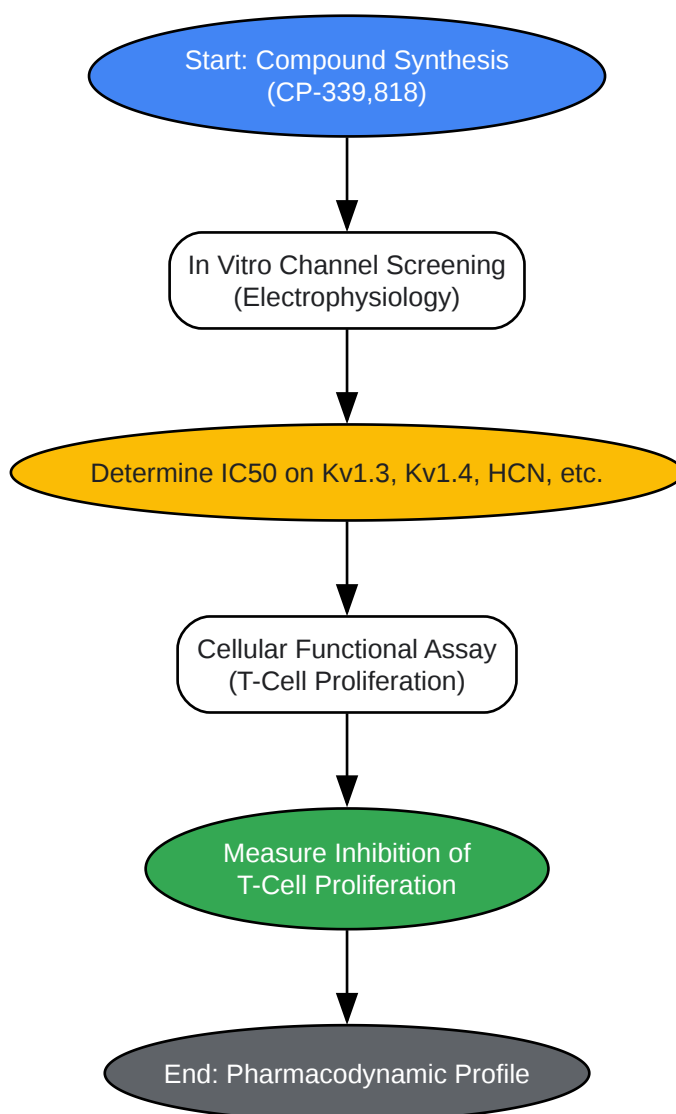 Start: Compound Synthesis
(CP-339,818)
In Vitro Channel Screening
(Electrophysiology)
Determine IC50 on Kv1.3, Kv1.4, HCN, etc.
Cellular Functional Assay
(T-Cell Proliferation)
Measure Inhibition of
T-Cell Proliferation
End: Pharmacodynamic Profile